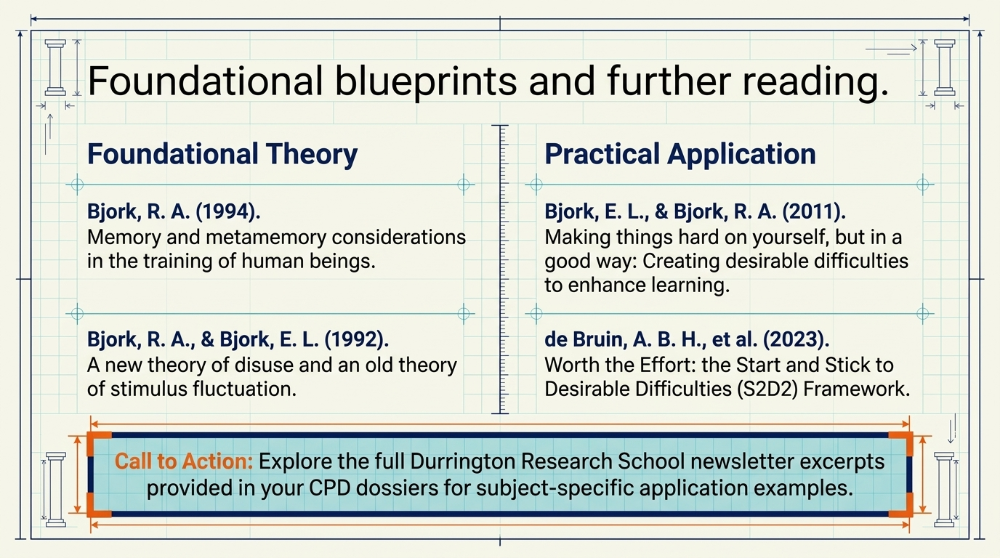 Foundational blueprints and further reading.
Foundational Theory
Bjork, R. A. (1994).
Memory and metamemory considerations
in the training of human beings.
Bjork, R. A., & Bjork, E. L. (1992).
A new theory of disuse and an old theory
of stimulus fluctuation.
Practical Application
Bjork, E. L., & Bjork, R. A. (2011).
Making things hard on yourself, but in a
good way: Creating desirable difficulties
to enhance learning.
de Bruin, A. B. H., et al. (2023).
Worth the Effort: the Start and Stick to
Desirable Difficulties (S2D2) Framework.
Call to Action: Explore the full Durrington Research School newsletter excerpts
provided in your CPD dossiers for subject-specific application examples.